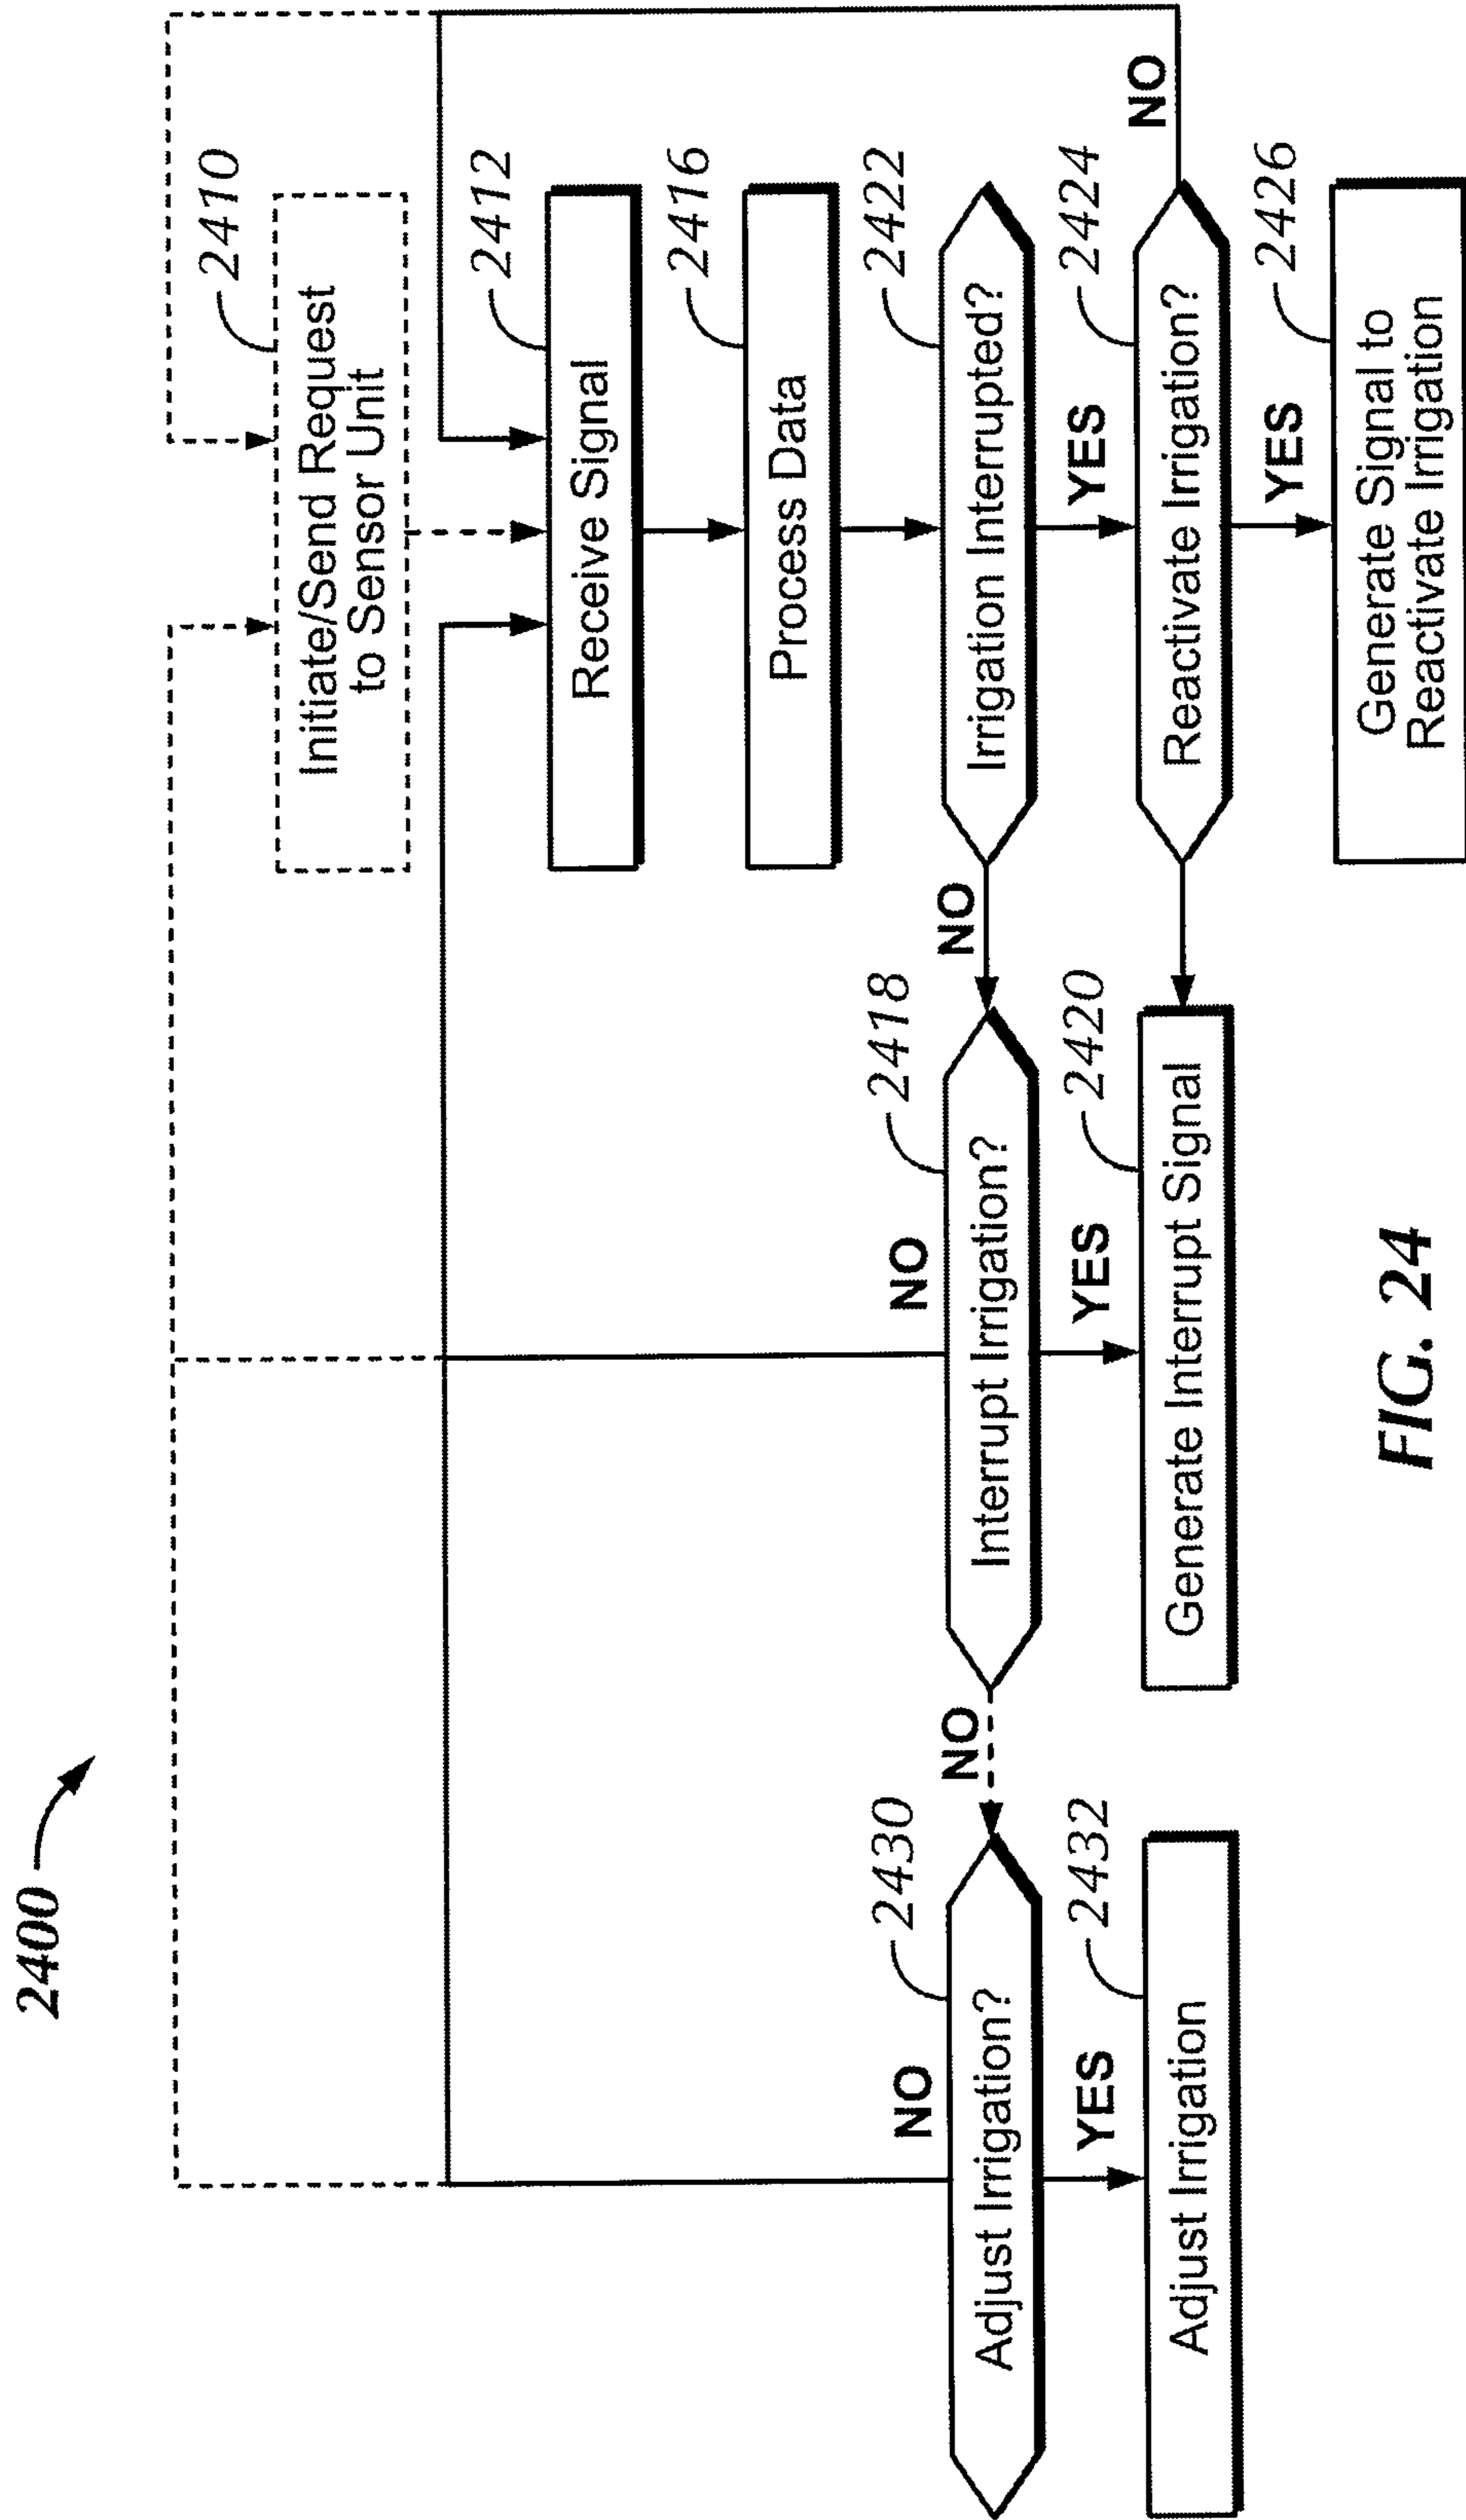 2400
2410
Initiate/Send Request
to Sensor Unit
2412
Receive Signal
2416
Process Data
2422
Irrigation Interrupted?
NO
YES
2418
Interrupt Irrigation?
NO
YES
NO
2430
Adjust Irrigation?
NO
YES
2424
Reactivate Irrigation?
NO
YES
2420
Generate Interrupt Signal
2432
Adjust Irrigation
2426
Generate Signal to
Reactivate Irrigation
FIG. 24